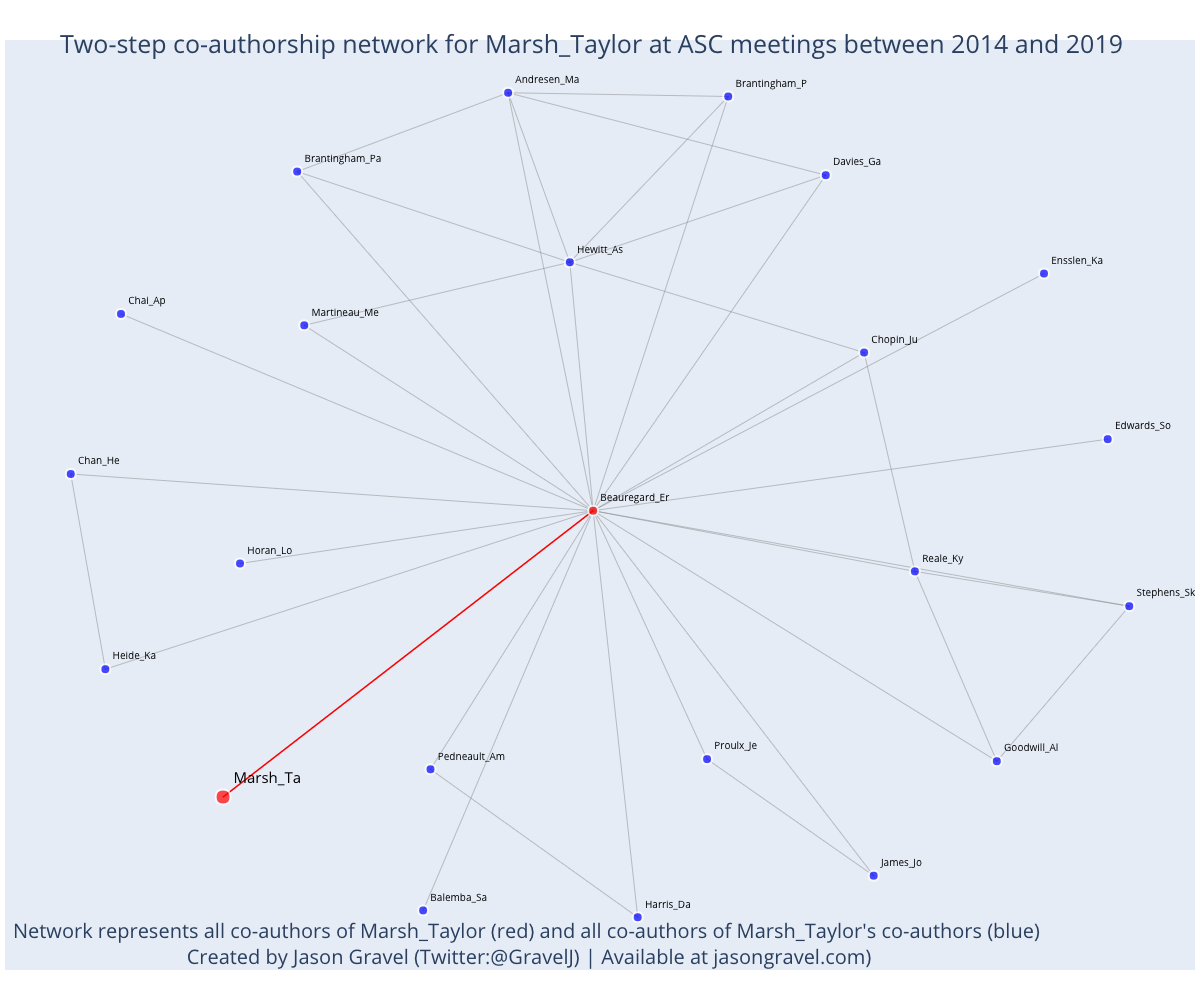 Two-step co-authorship network for Marsh_Taylor at ASC meetings between 2014 and 2019
Andresen_Ma
Brantingham_P
Brantingham_Pa
Davies_Ga
Hewitt_As
Ensslen_Ka
Chai_Ap
Martineau_Me
Chopin_Ju
Edwards_So
Chan_He
Beauregard_Er
Horan_Lo
Reale_Ky
Stephens_Sk
Heide_Ka
Proulx_Je
Goodwill_Al
Pedneault_Am
Marsh_Ta
James_Jo
Balemba_Sa
Harris_Da
Network represents all co-authors of Marsh_Taylor (red) and all co-authors of Marsh_Taylor's co-authors (blue)
Created by Jason Gravel (Twitter:@GravelJ) | Available at jasongravel.com)